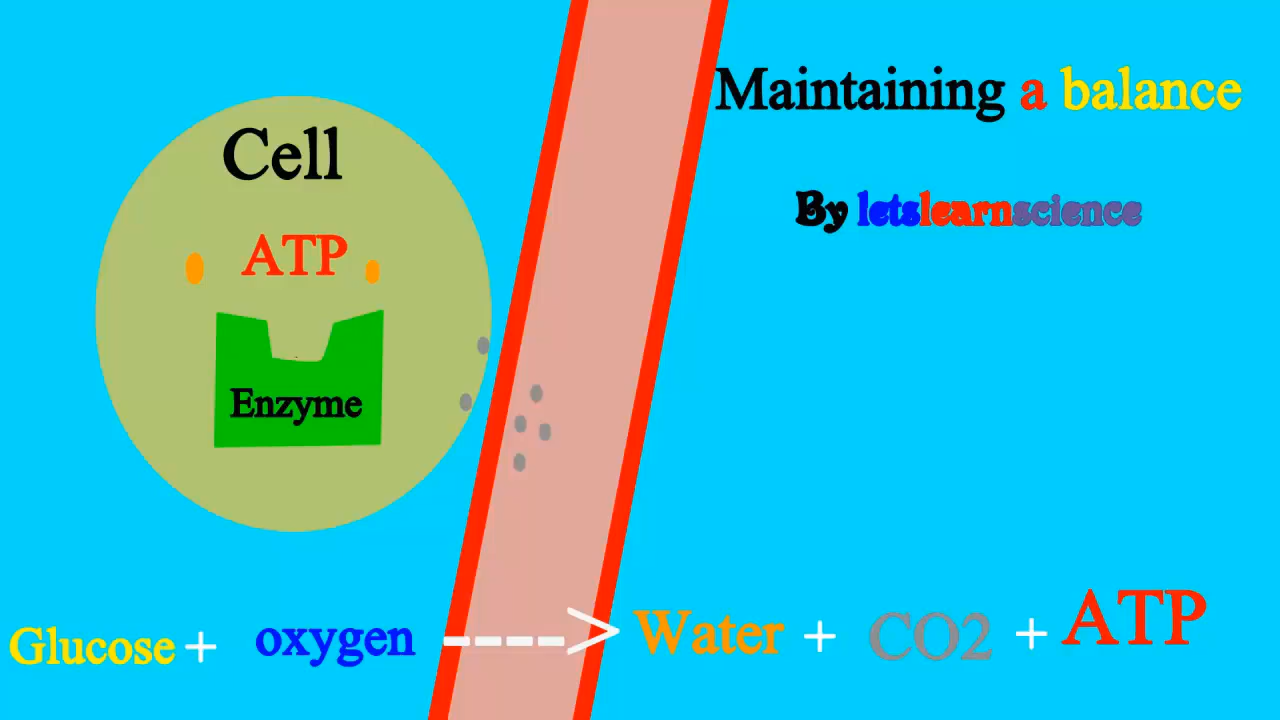 Maintaining a balance
By letslearnscience
Cell
ATP
Enzyme
Glucose + oxygen ----> Water + CO2 + ATP